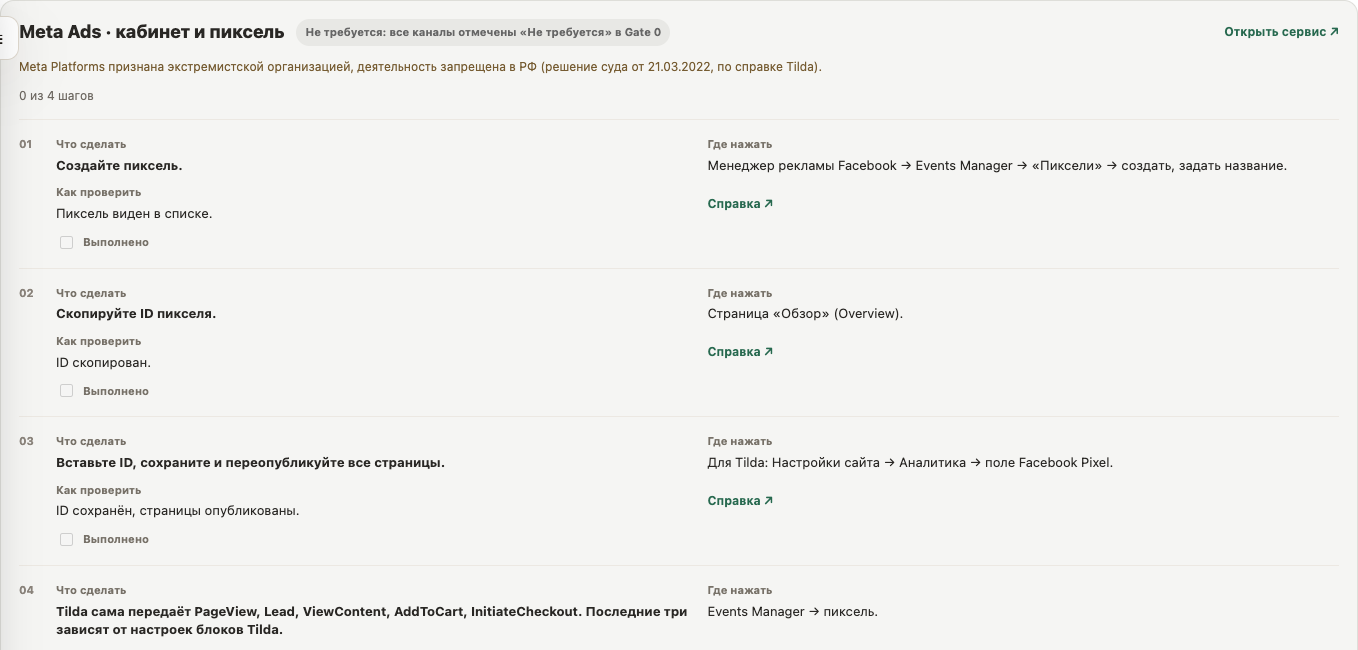 Meta Ads · кабинет и пиксель
Не требуется: все каналы отмечены «Не требуется» в Gate 0
Открыть сервис ↗
Meta Platforms признана экстремистской организацией, деятельность запрещена в РФ (решение суда от 21.03.2022, по справке Tilda).
0 из 4 шагов
01
Что сделать
Создайте пиксель.
Как проверить
Пиксель виден в списке.
Выполнено
Где нажать
Менеджер рекламы Facebook → Events Manager → «Пиксели» → создать, задать название.
Справка ↗
02
Что сделать
Скопируйте ID пикселя.
Как проверить
ID скопирован.
Выполнено
Где нажать
Страница «Обзор» (Overview).
Справка ↗
03
Что сделать
Вставьте ID, сохраните и переопубликуйте все страницы.
Как проверить
ID сохранён, страницы опубликованы.
Выполнено
Где нажать
Для Tilda: Настройки сайта → Аналитика → поле Facebook Pixel.
Справка ↗
04
Что сделать
Tilda сама передаёт PageView, Lead, ViewContent, AddToCart, InitiateCheckout. Последние три
зависят от настроек блоков Tilda.
Где нажать
Events Manager → пиксель.